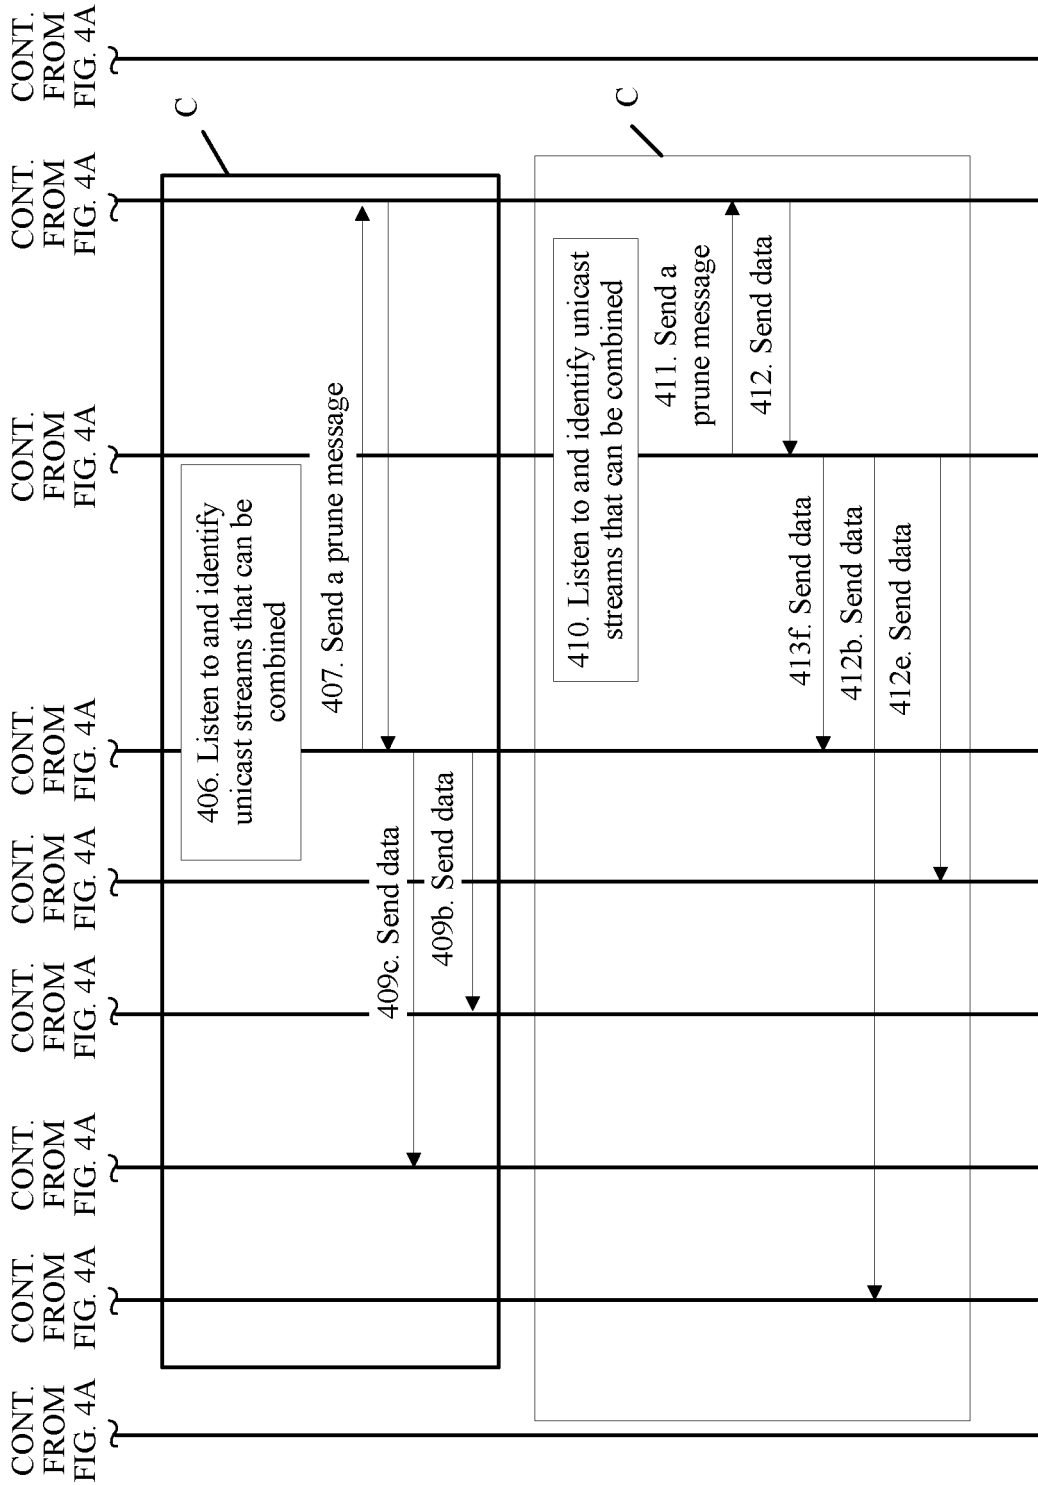 CONT.
FROM
FIG. 4A
CONT.
FROM
FIG. 4A
CONT.
FROM
FIG. 4A
CONT.
FROM
FIG. 4A
CONT.
FROM
FIG. 4A
CONT.
FROM
FIG. 4A
CONT.
FROM
FIG. 4A
CONT.
FROM
FIG. 4A
CONT.
FROM
FIG. 4A
C
406. Listen to and identify
unicast streams that can be
combined
407. Send a prune message
409c. Send data
409b. Send data
C
410. Listen to and identify unicast
streams that can be combined
411. Send a
prune message
412. Send data
413f. Send data
412b. Send data
412e. Send data